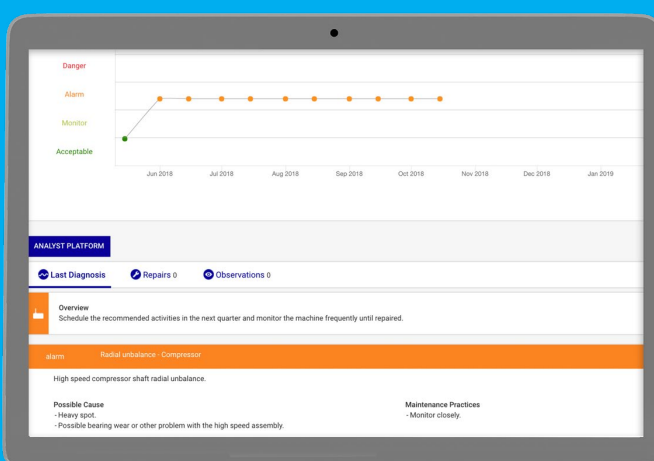 Danger
Alarm
Monitor
Acceptable
Jun 2018 Jul 2018 Aug 2018 Sep 2018 Oct 2018 Nov 2018 Dec 2018 Jan 2019
ANALYST PLATFORM
Last Diagnosis Repairs 0 Observations 0
Overview
Schedule the recommended activities in the next quarter and monitor the machine frequently until repaired.
alarm Radial unbalance - Compressor
High speed compressor shaft radial unbalance.
Possible Cause
- Heavy spot.
- Possible bearing wear or other problem with the high speed assembly.
Maintenance Practices
- Monitor closely.